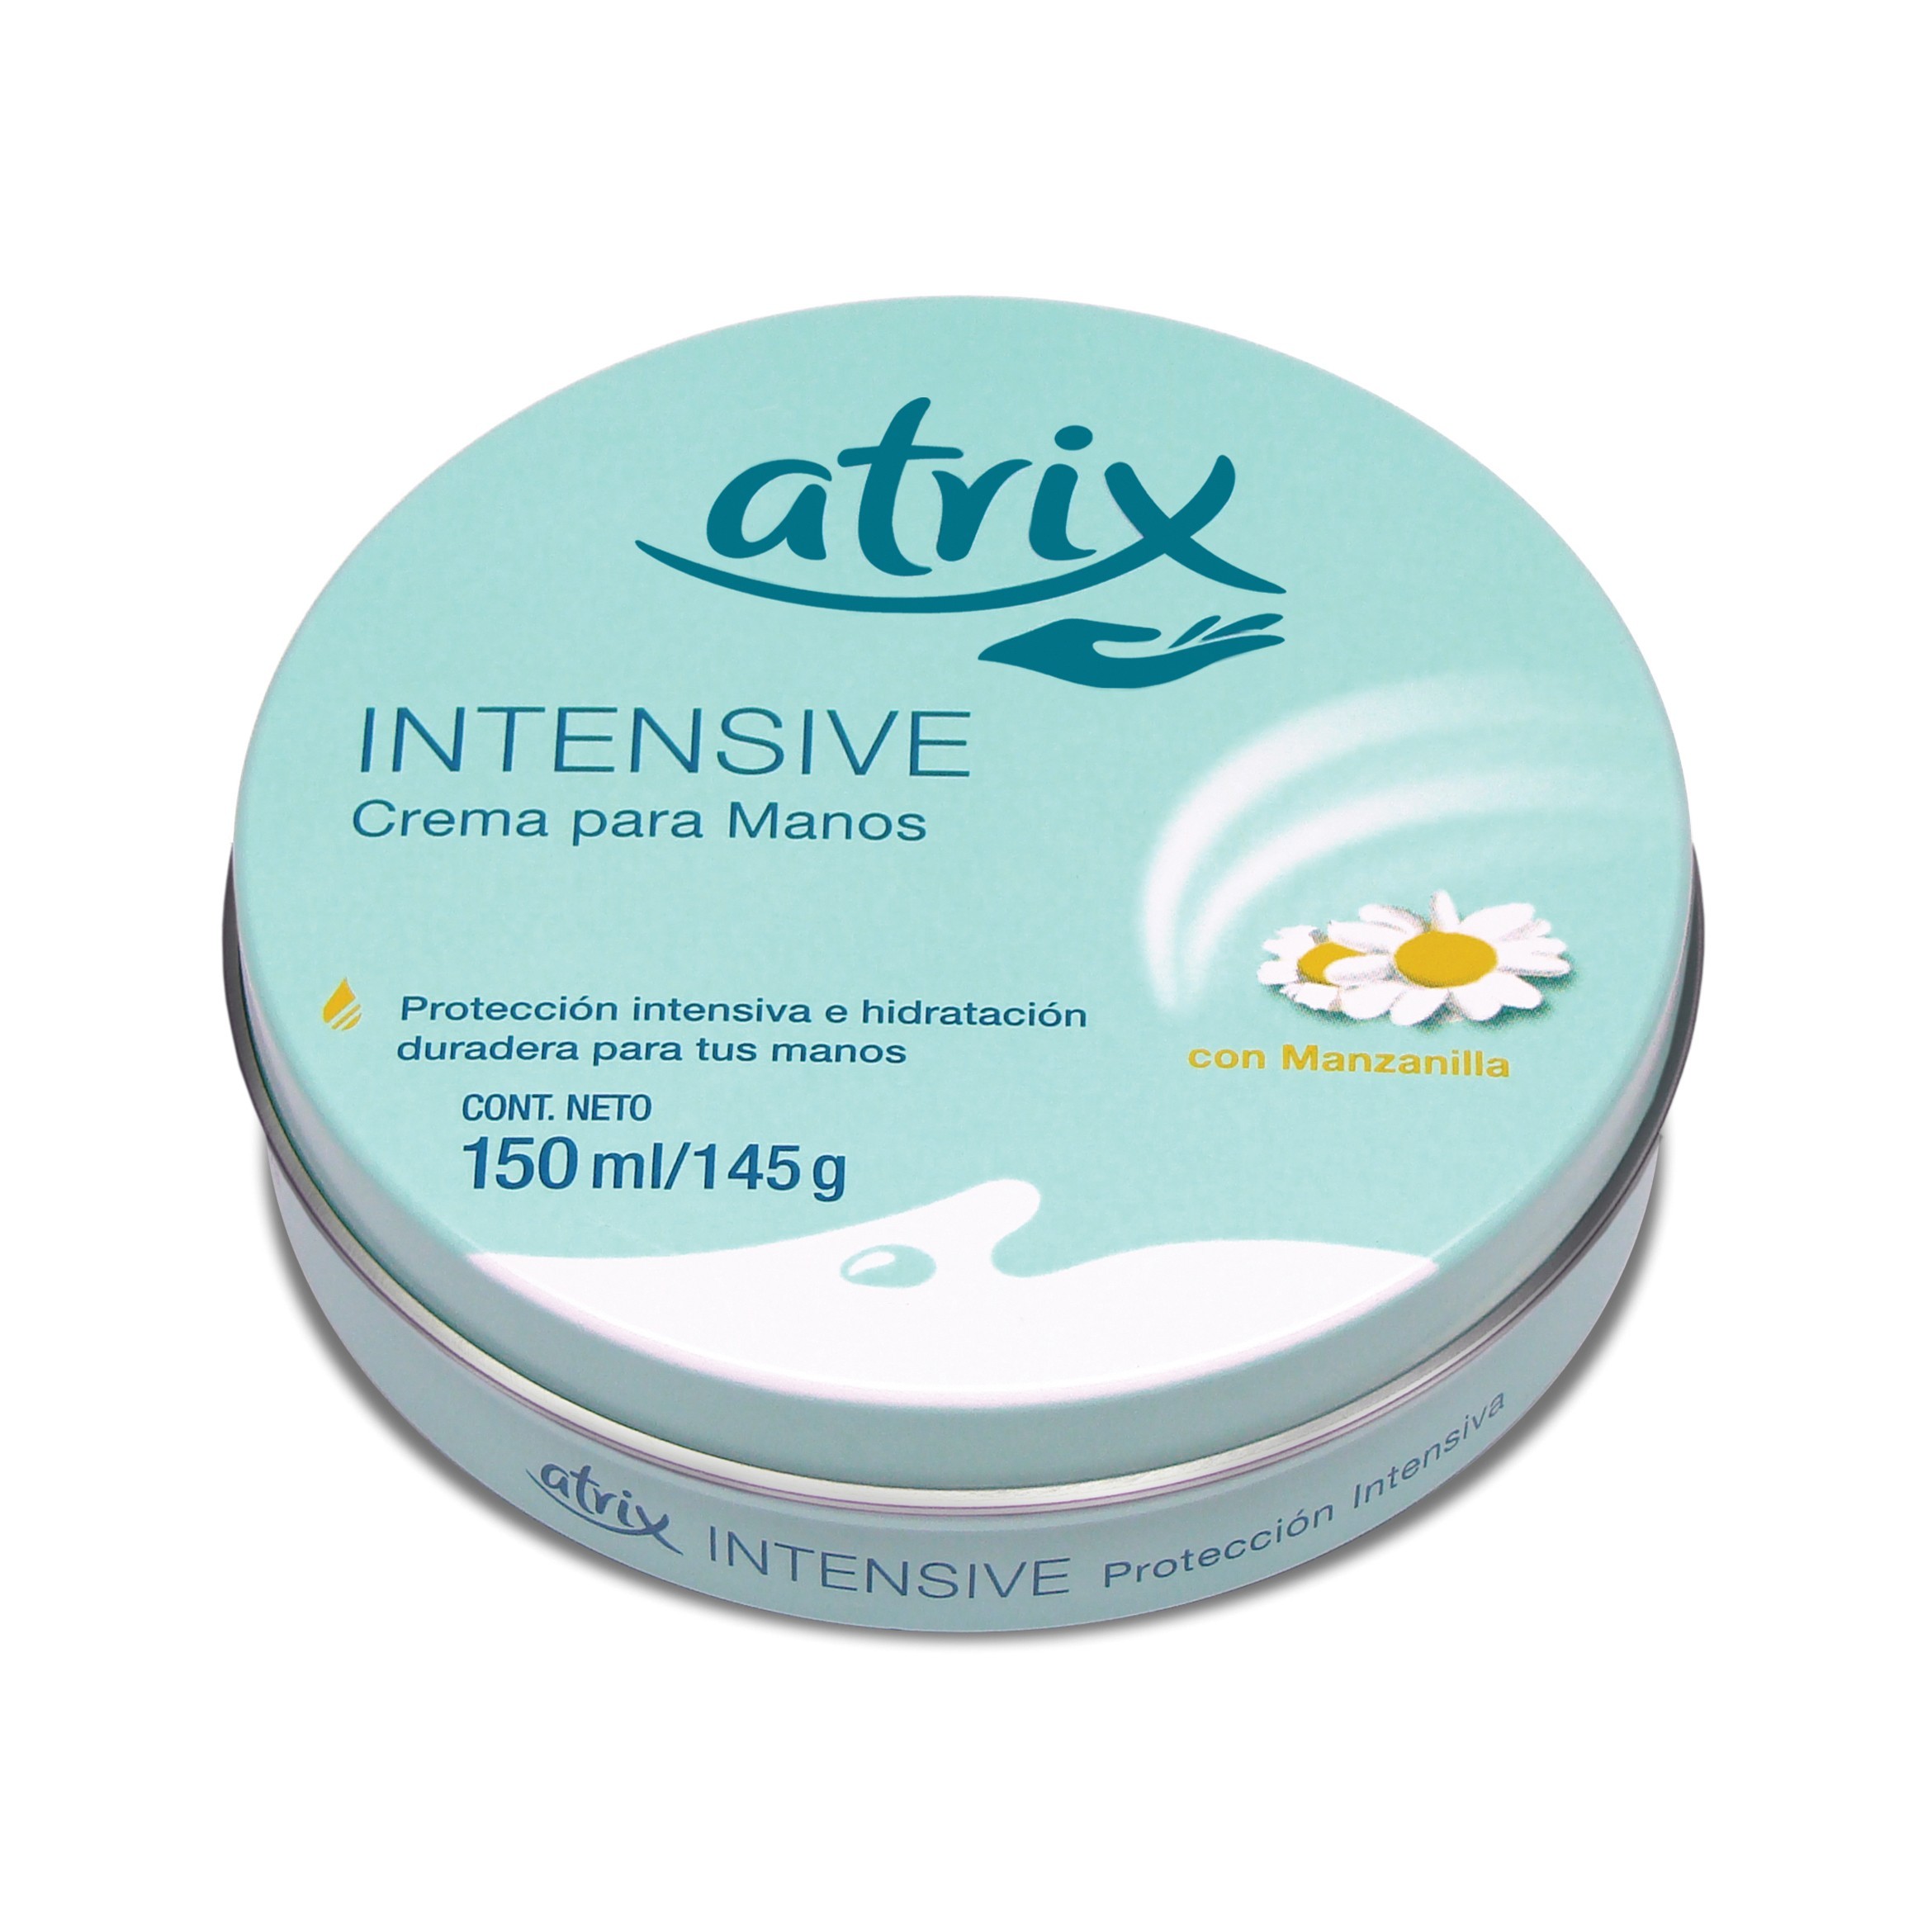 atrix
INTENSIVE
Crema para Manos
Protección intensiva e hidratación
duradera para tus manos
con Manzanilla
CONT. NETO
150 ml/145 g
atrix INTENSIVE Protección Intensiva